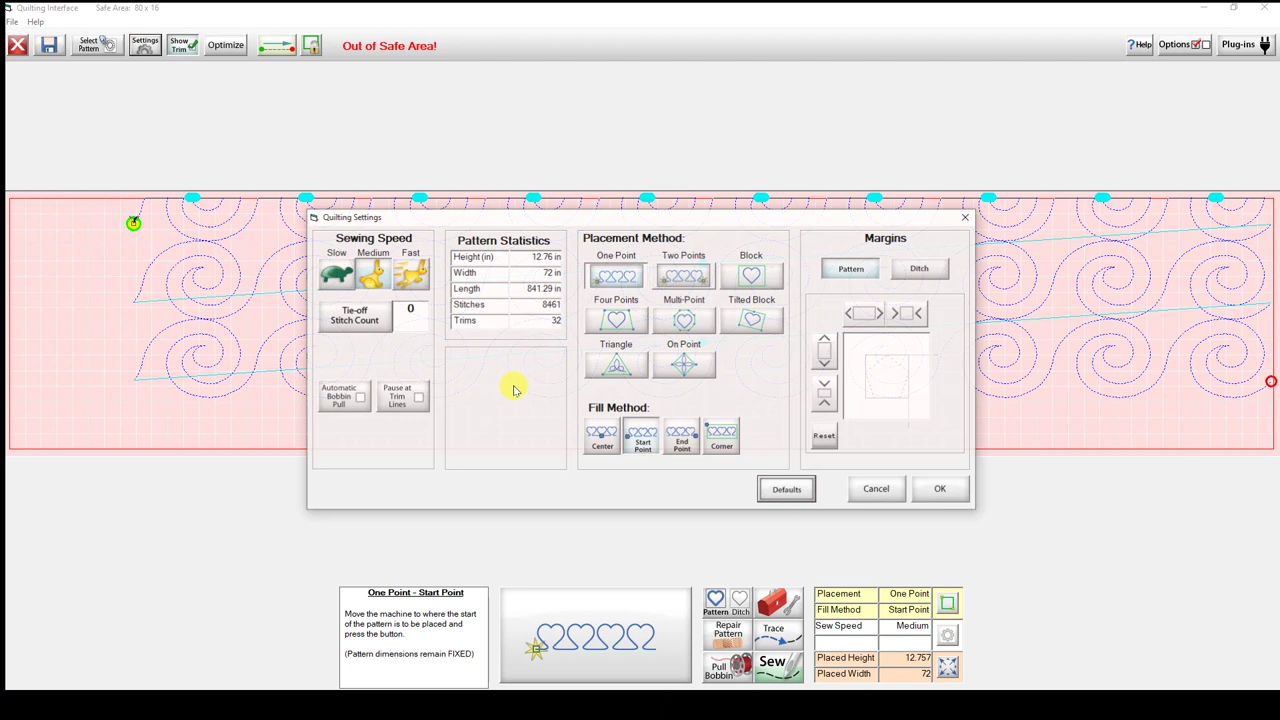 Quilting Interface Safe Area: 80 x 16
File Help
Select Pattern
Settings
Show Trim
Optimize
Out of Safe Area!
? Help
Options
Plug-ins
Quilting Settings
Sewing Speed
Slow Medium Fast
Tie-off Stitch Count
0
Automatic Bobbin Pull
Pause at Trim Lines
Pattern Statistics
Height(in) 12.76 in
Width 72 in
Length 841.29 in
Stitches 8461
Trims 32
Placement Method:
One Point Two Points Block
Four Points Multi-Point Tilted Block
Triangle On Point
Fill Method:
Center
Start Point
End Point
Corner
Margins
Pattern Ditch
Reset
Defaults Cancel OK
One Point - Start Point
Move the machine to where the start
of the pattern is to be placed and
press the button.
(Pattern dimensions remain FIXED)
Pattern Ditch
Repair Pattern
Trace
Pull Bobbin
Sew
Placement One Point
Fill Method Start Point
Sew Speed Medium
Placed Height 12.757
Placed Width 72